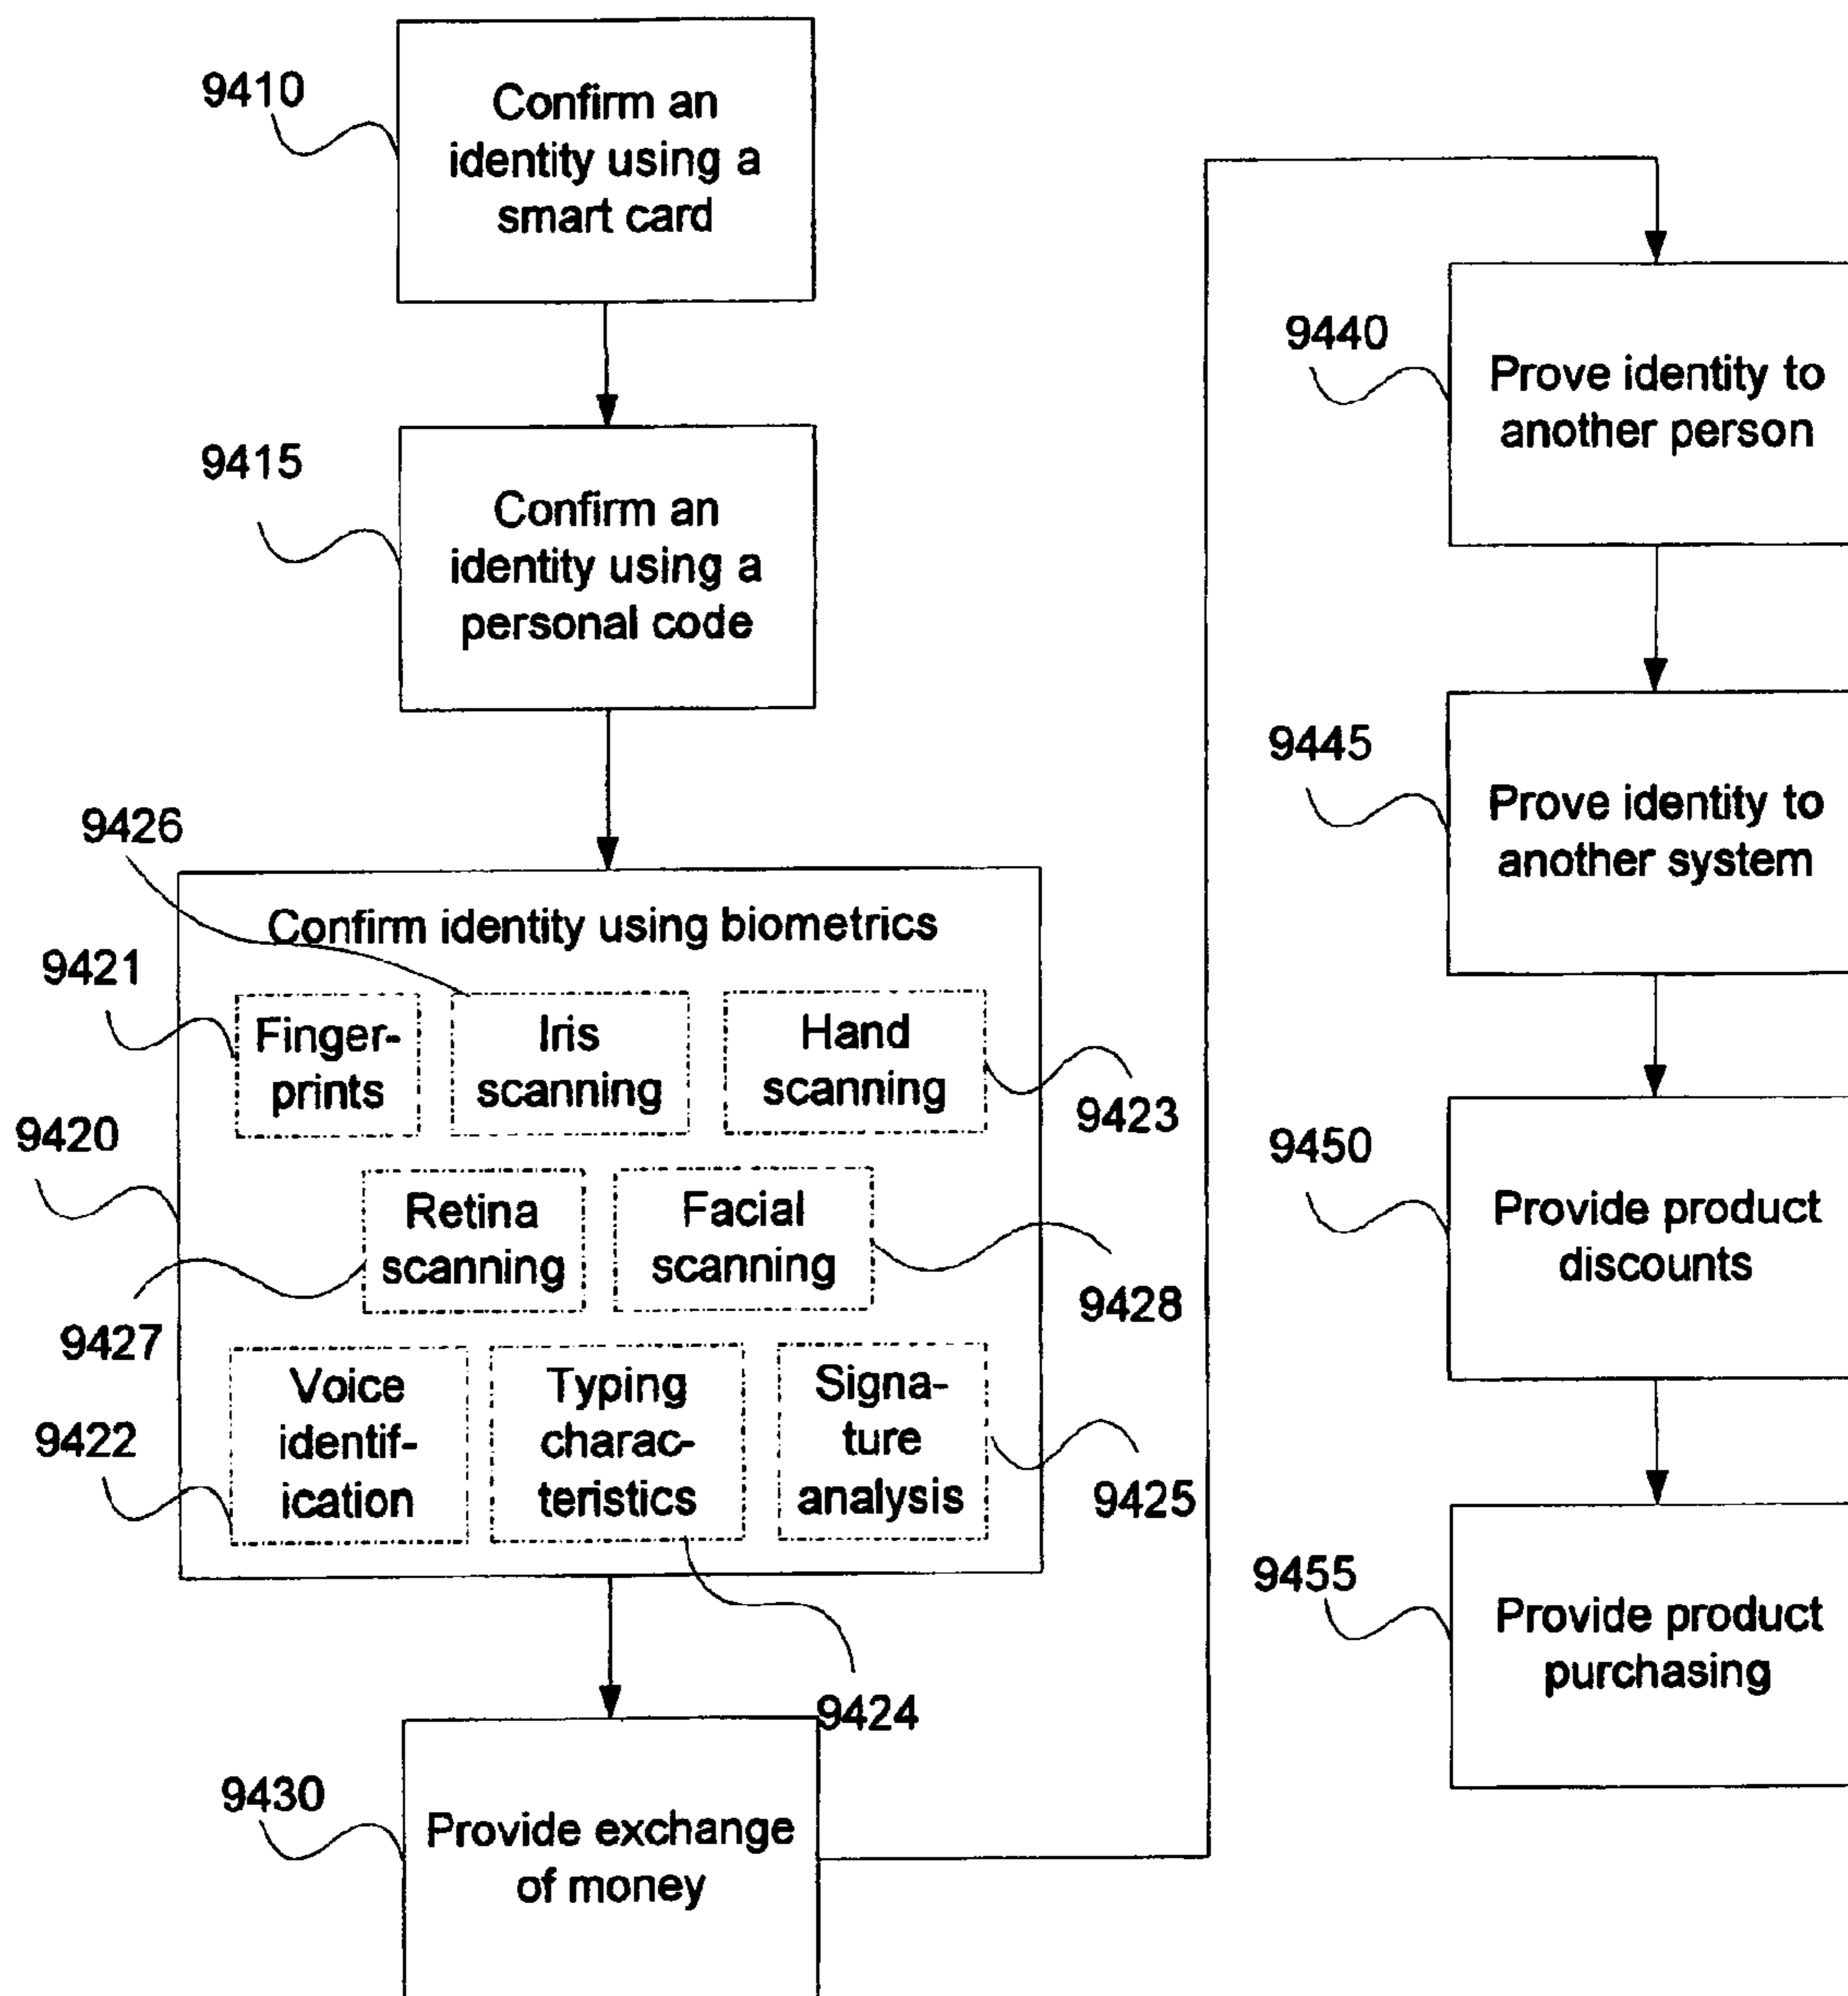 9410
Confirm an
identity using a
smart card
9415
Confirm an
identity using a
personal code
9426
Confirm identity using biometrics
9421
Finger-
prints
Iris
scanning
Hand
scanning
9423
9420
Retina
scanning
Facial
scanning
9427
9428
Voice
identif-
ication
9422
Typing
charac-
teristics
Signa-
ture
analysis
9425
9424
9430
Provide exchange
of money
9440
Prove identity to
another person
9445
Prove identity to
another system
9450
Provide product
discounts
9455
Provide product
purchasing